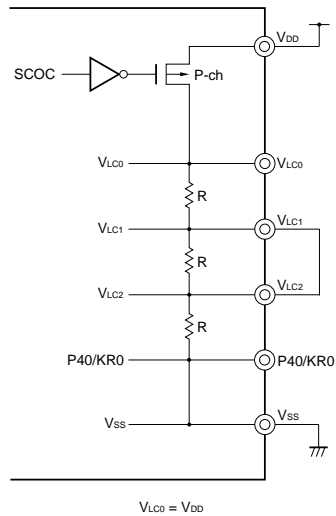 VDD
SCOC
P-ch
VLC0
VLC0
R
VLC1
VLC1
R
VLC2
VLC2
R
P40/KR0
P40/KR0
VSS
VSS
VLC0 = VDD